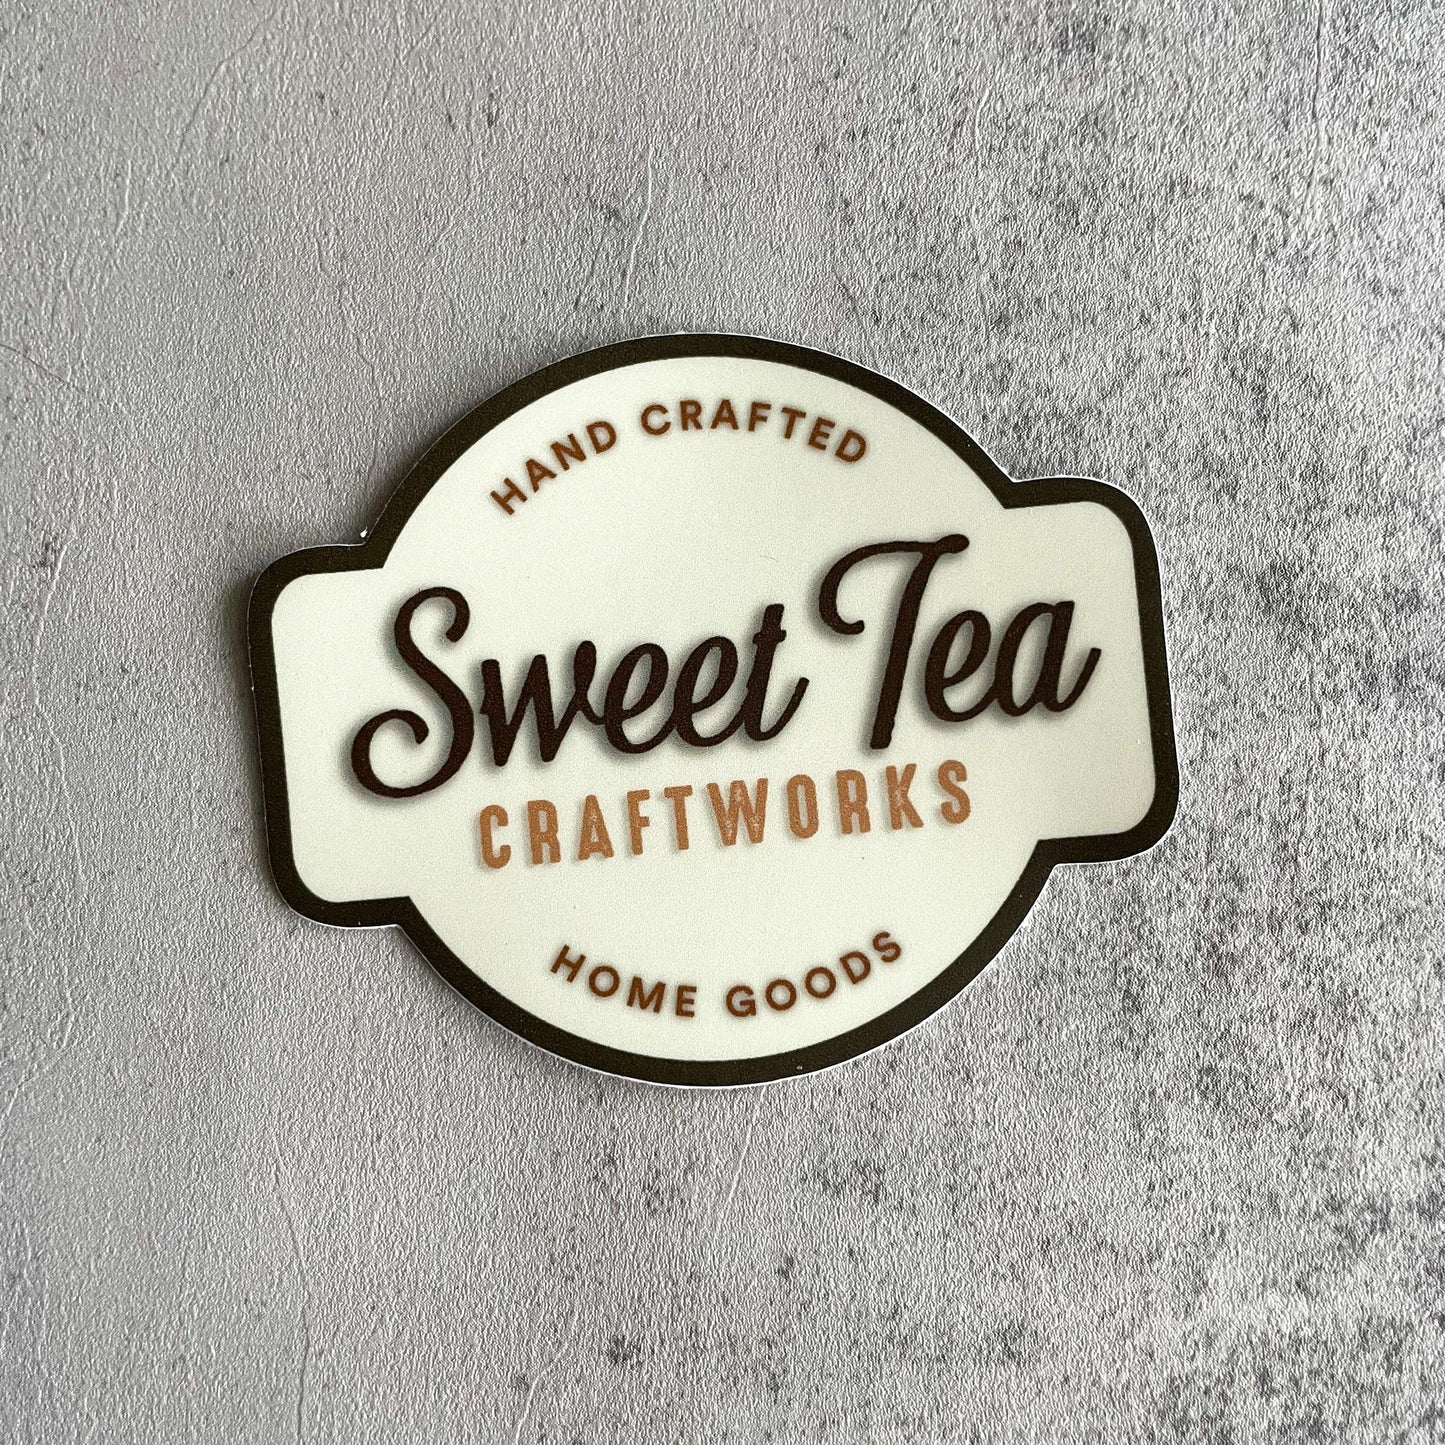 HAND CRAFTED
Sweet Tea
CRAFTWORKS
HOME GOODS